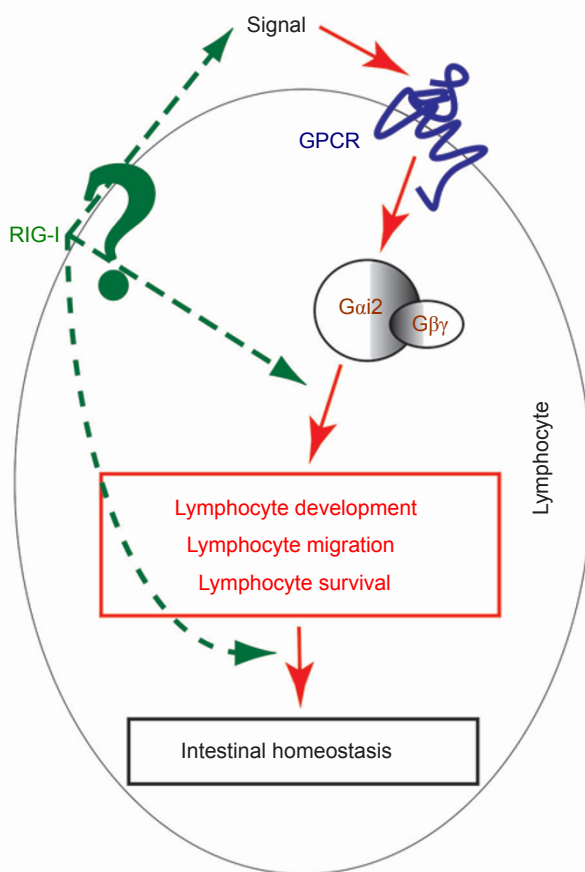 Signal
GPCR
RIG-I
?
Gαi2
Gβγ
Lymphocyte
Lymphocyte development
Lymphocyte migration
Lymphocyte survival
Intestinal homeostasis